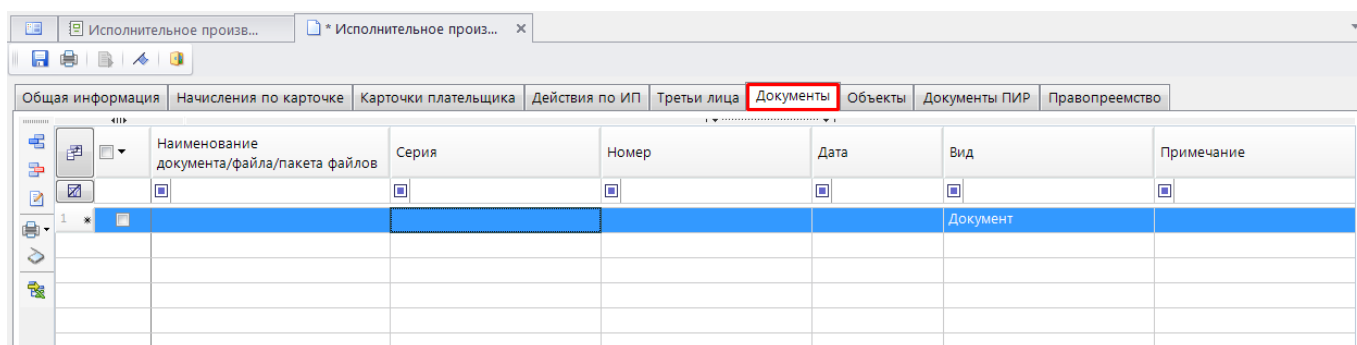 Исполнительное произв...
* Исполнительное произ...
Общая информация
Начисления по карточке
Карточки плательщика
Действия по ИП
Третьи лица
Документы
Объекты
Документы ПИР
Правопреемство
Наименование
документа/файла/пакета файлов
Серия
Номер
Дата
Вид
Примечание
1 *
Документ